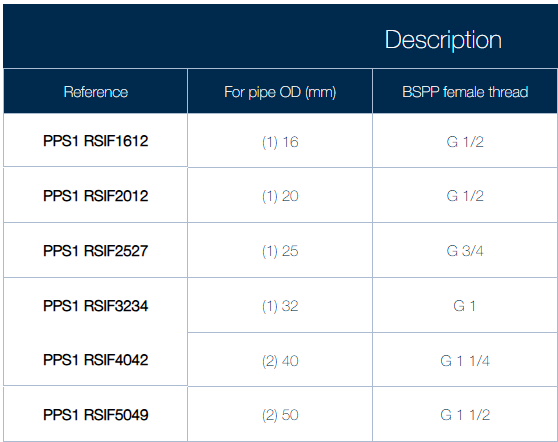 Description
Reference For pipe OD (mm) BSPP female thread
PPS1 RSIF1612 (1) 16 G 1/2
PPS1 RSIF2012 (1) 20 G 1/2
PPS1 RSIF2527 (1) 25 G 3/4
PPS1 RSIF3234 (1) 32 G 1
PPS1 RSIF4042 (2) 40 G 1 1/4
PPS1 RSIF5049 (2) 50 G 1 1/2